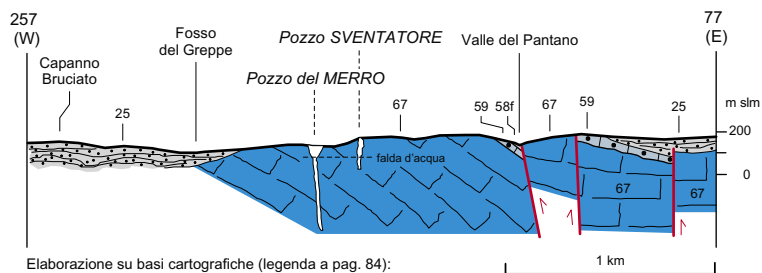 257
(W)
77
(E)
Fosso
del Greppe
Pozzo SVENTATORE
Valle del Pantano
Capanno
Bruciato
Pozzo del MERRO
25
67
59
58f
67
59
25
m slm
200
0
falda d'acqua
67
67
1 km
Elaborazione su basi cartografiche (legenda a pag. 84):